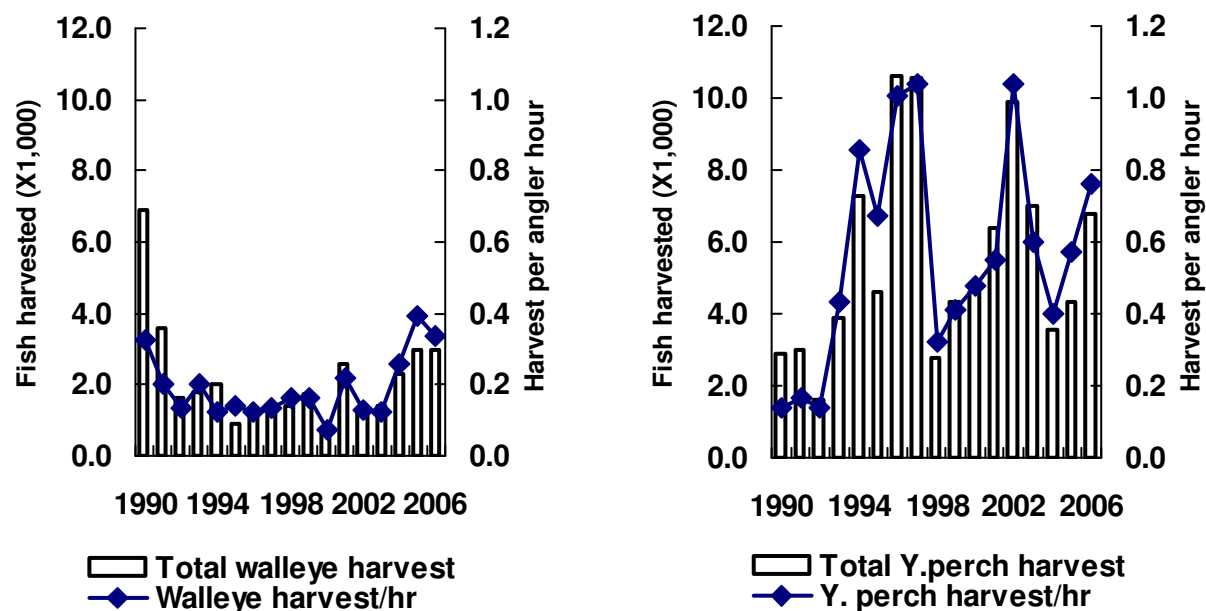 12.0
10.0
8.0
6.0
4.0
2.0
0.0
Fish harvested (X1,000)
1.2
1.0
0.8
0.6
0.4
0.2
0.0
Harvest per angler hour
1990 1994 1998 2002 2006
Total walleye harvest
Walleye harvest/hr
12.0
10.0
8.0
6.0
4.0
2.0
0.0
Fish harvested (X1,000)
1.2
1.0
0.8
0.6
0.4
0.2
0.0
Harvest per angler hour
1990 1994 1998 2002 2006
Total Y.perch harvest
Y. perch harvest/hr